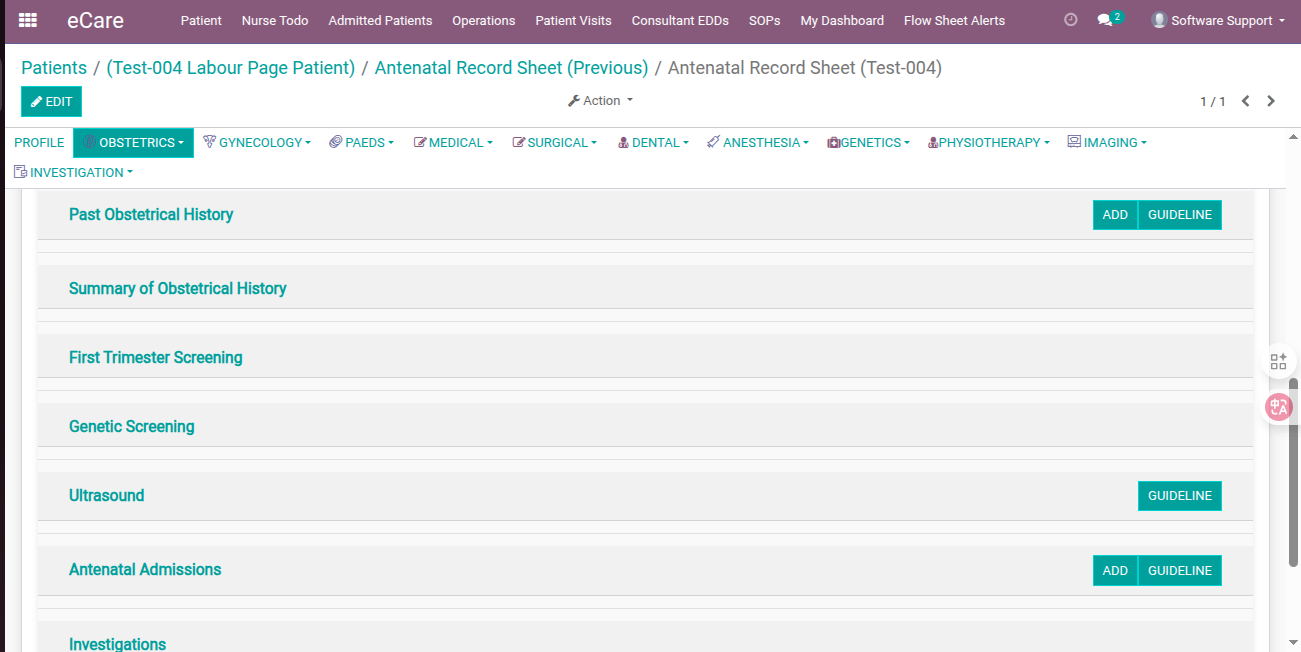 eCare Patient Nurse Todo Admitted Patients Operations Patient Visits Consultant EDDs SOPs My Dashboard Flow Sheet Alerts 2 Software Support
Patients / (Test-004 Labour Page Patient) / Antenatal Record Sheet (Previous) / Antenatal Record Sheet (Test-004)
EDIT Action 1 / 1
PROFILE OBSTETRICS GYNECOLOGY PAEDS MEDICAL SURGICAL DENTAL ANESTHESIA GENETICS PHYSIOTHERAPY IMAGING
INVESTIGATION
Past Obstetrical History ADD GUIDELINE
Summary of Obstetrical History
First Trimester Screening
Genetic Screening
Ultrasound GUIDELINE
Antenatal Admissions ADD GUIDELINE
Investigations